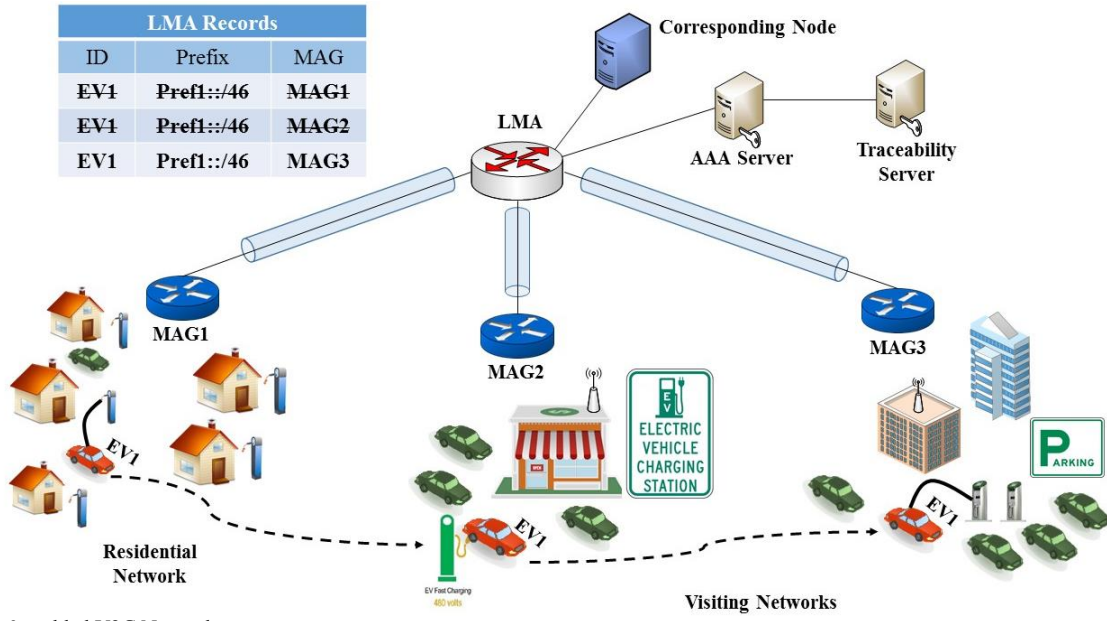 LMA Records
ID Prefix MAG
EV1 Pref1::/46 MAG1
EV1 Pref1::/46 MAG2
EV1 Pref1::/46 MAG3
Corresponding Node
LMA
AAA Server
Traceability
Server
MAG1
MAG2
MAG3
EV1
OPEN
EV
ELECTRIC
VEHICLE
CHARGING
STATION
PARKING
EV1
EV1
Residential
Network
EV Fast Charging
480 volts
Visiting Networks